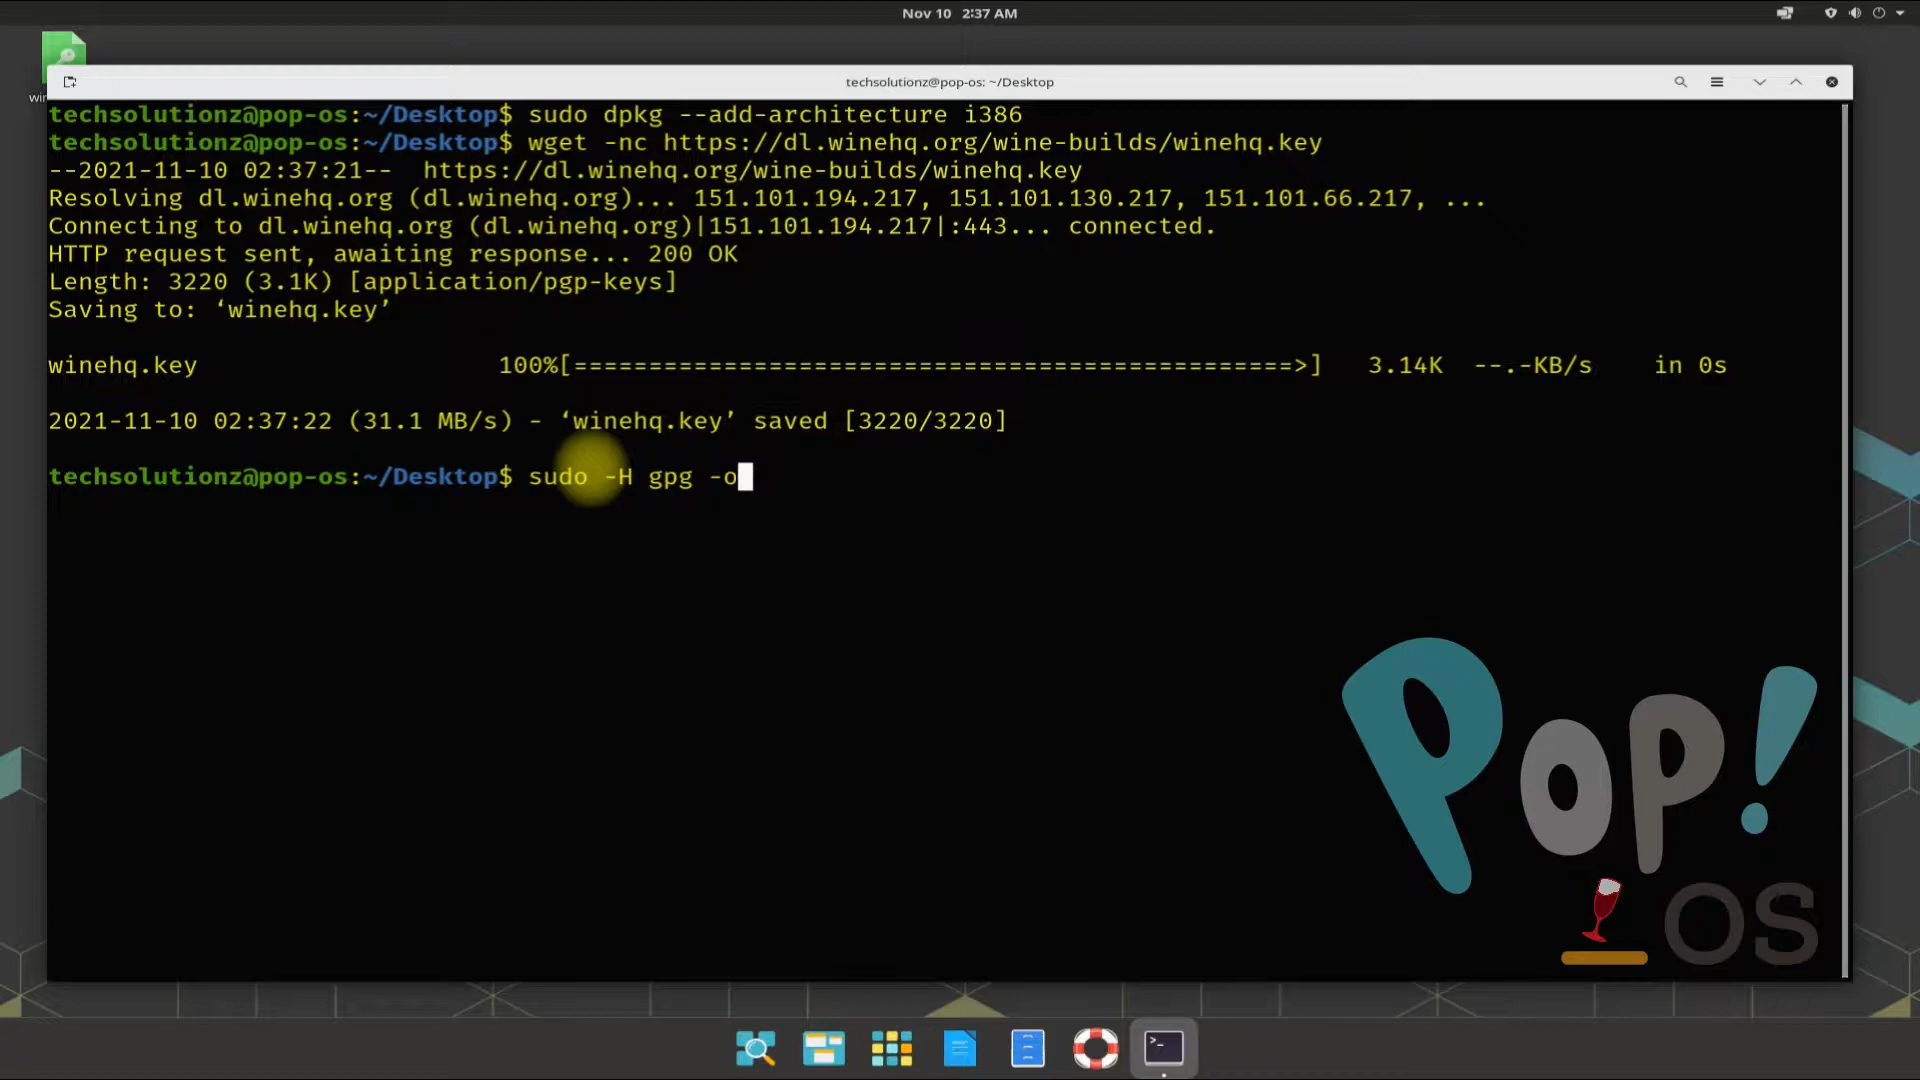 Nov 10 2:37 AM
techsolutionz@pop-os: ~/Desktop
techsolutionz@pop-os:~/Desktop$ sudo dpkg --add-architecture i386
techsolutionz@pop-os:~/Desktop$ wget -nc https://dl.winehq.org/wine-builds/winehq.key
--2021-11-10 02:37:21--  https://dl.winehq.org/wine-builds/winehq.key
Resolving dl.winehq.org (dl.winehq.org)... 151.101.194.217, 151.101.130.217, 151.101.66.217, ...
Connecting to dl.winehq.org (dl.winehq.org)|151.101.194.217|:443... connected.
HTTP request sent, awaiting response... 200 OK
Length: 3220 (3.1K) [application/pgp-keys]
Saving to: ‘winehq.key’
winehq.key 100%[================================================>] 3.14K --.-KB/s in 0s
2021-11-10 02:37:22 (31.1 MB/s) - ‘winehq.key’ saved [3220/3220]
techsolutionz@pop-os:~/Desktop$ sudo -H gpg -o
Pop!
OS